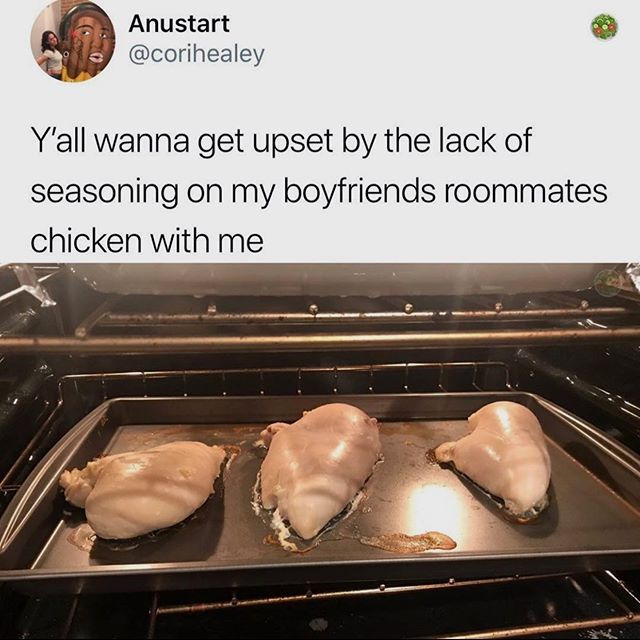 Anustart
@corihealey
Y'all wanna get upset by the lack of
seasoning on my boyfriends roommates
chicken with me